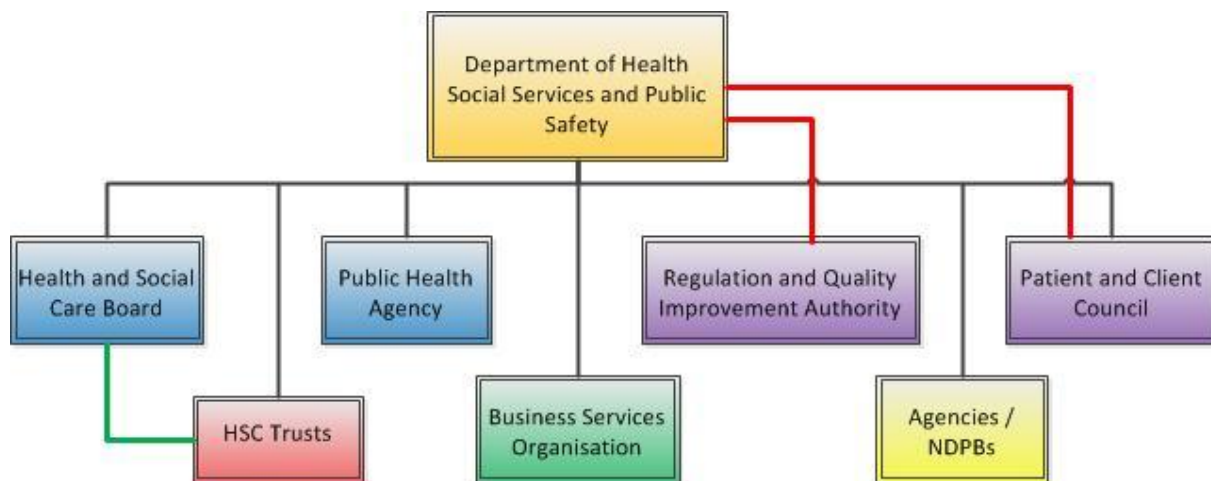 Department of Health
Social Services and Public
Safety
Health and Social
Care Board
Public Health
Agency
Regulation and Quality
Improvement Authority
Patient and Client
Council
HSC Trusts
Business Services
Organisation
Agencies /
NDPBs